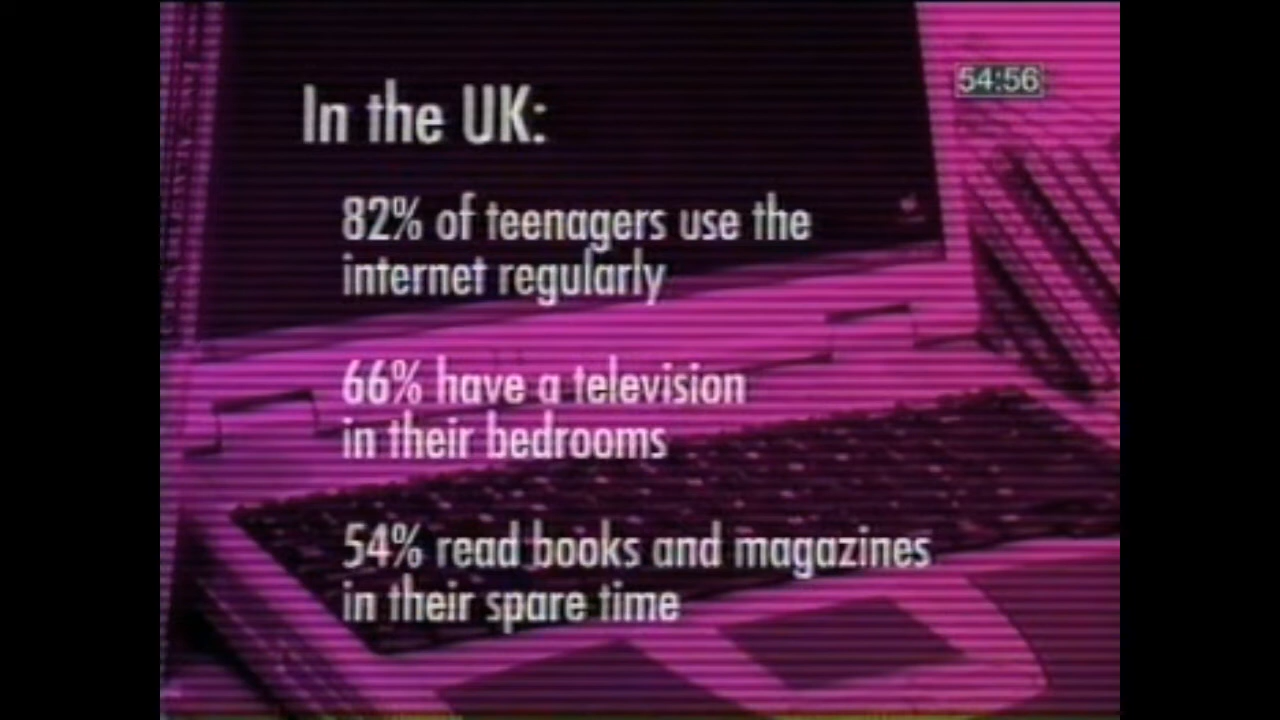 In the UK:
54:56
82% of teenagers use the
internet regularly
66% have a television
in their bedrooms
54% read books and magazines
in their spare time